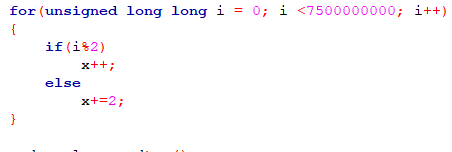 for(unsigned long long i = 0; i <7500000000; i++)
{
if(i%2)
x++;
else
x+=2;
}